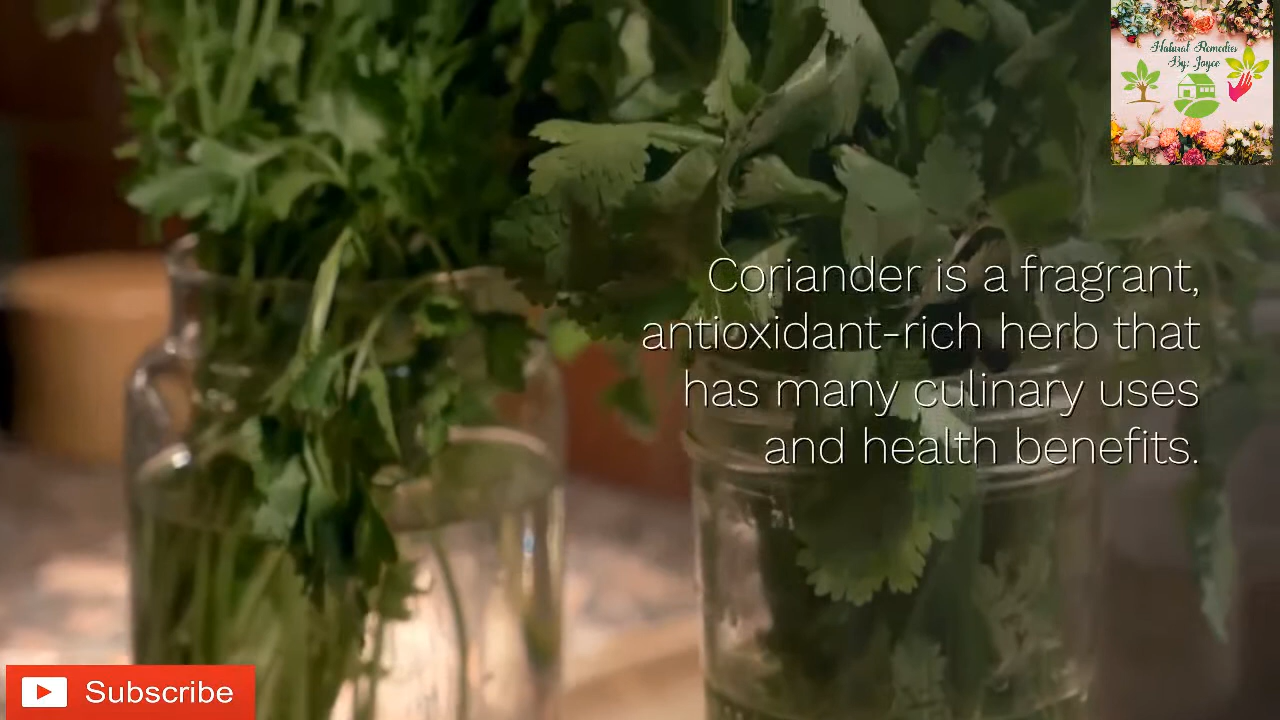 Natural Remedies
By: Joyce
Coriander is a fragrant,
antioxidant-rich herb that
has many culinary uses
and health benefits.
Subscribe